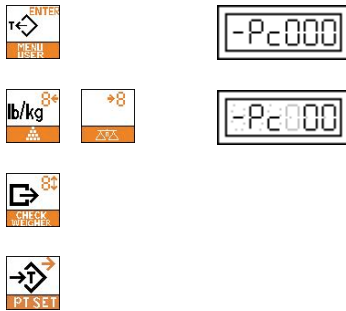 ENTER
T
MENU
USER
-Pc000
lb/kg 8
8
-Pc000
8
CHECK
WEIGHER
T
PT SET